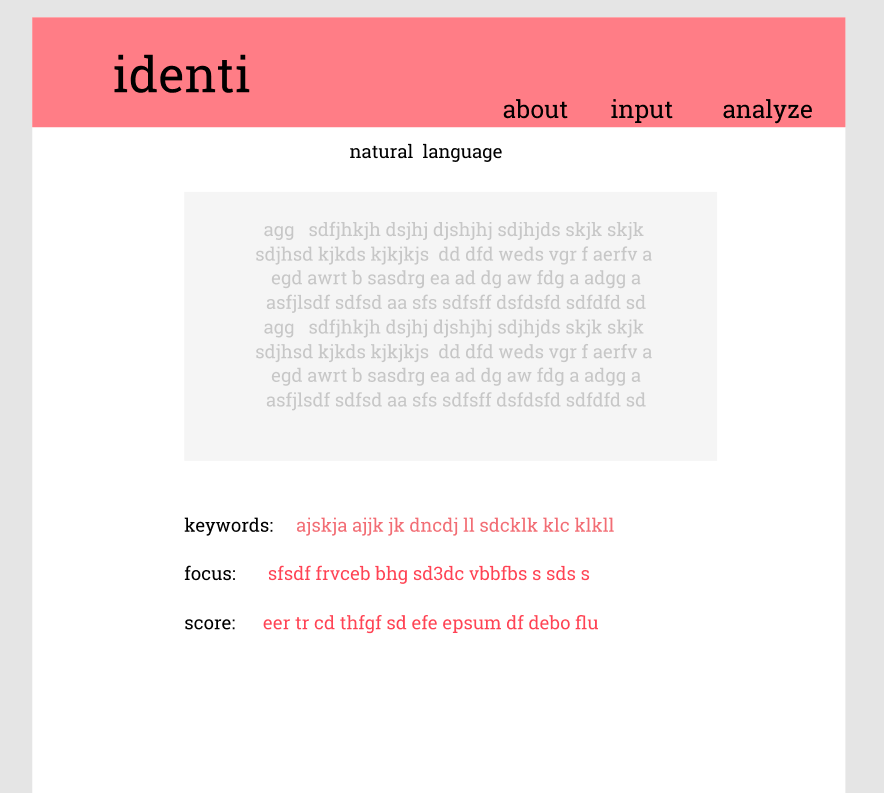 identi
about input analyze
natural language
agg sdfjhkjh dsjhj djshjhj sdjhjds skjk skjk
sdjhsd kjkds kjkjkjs dd dfd weds vgr f aerfv a
egd awrt b sasdrg ea ad dg aw fdg a adgg a
asfjlsdf sdfsd aa sfs sdfsff dsfdsfd sdfdfd sd
agg sdfjhkjh dsjhj djshjhj sdjhjds skjk skjk
sdjhsd kjkds kjkjkjs dd dfd weds vgr f aerfv a
egd awrt b sasdrg ea ad dg aw fdg a adgg a
asfjlsdf sdfsd aa sfs sdfsff dsfdsfd sdfdfd sd
keywords: ajskja ajjk jk dncdj ll sdcklk klc klkll
focus: sfsdf frvceb bhg sd3dc vbbfbs s sds s
score: eer tr cd thfgf sd efe epsum df debo flu